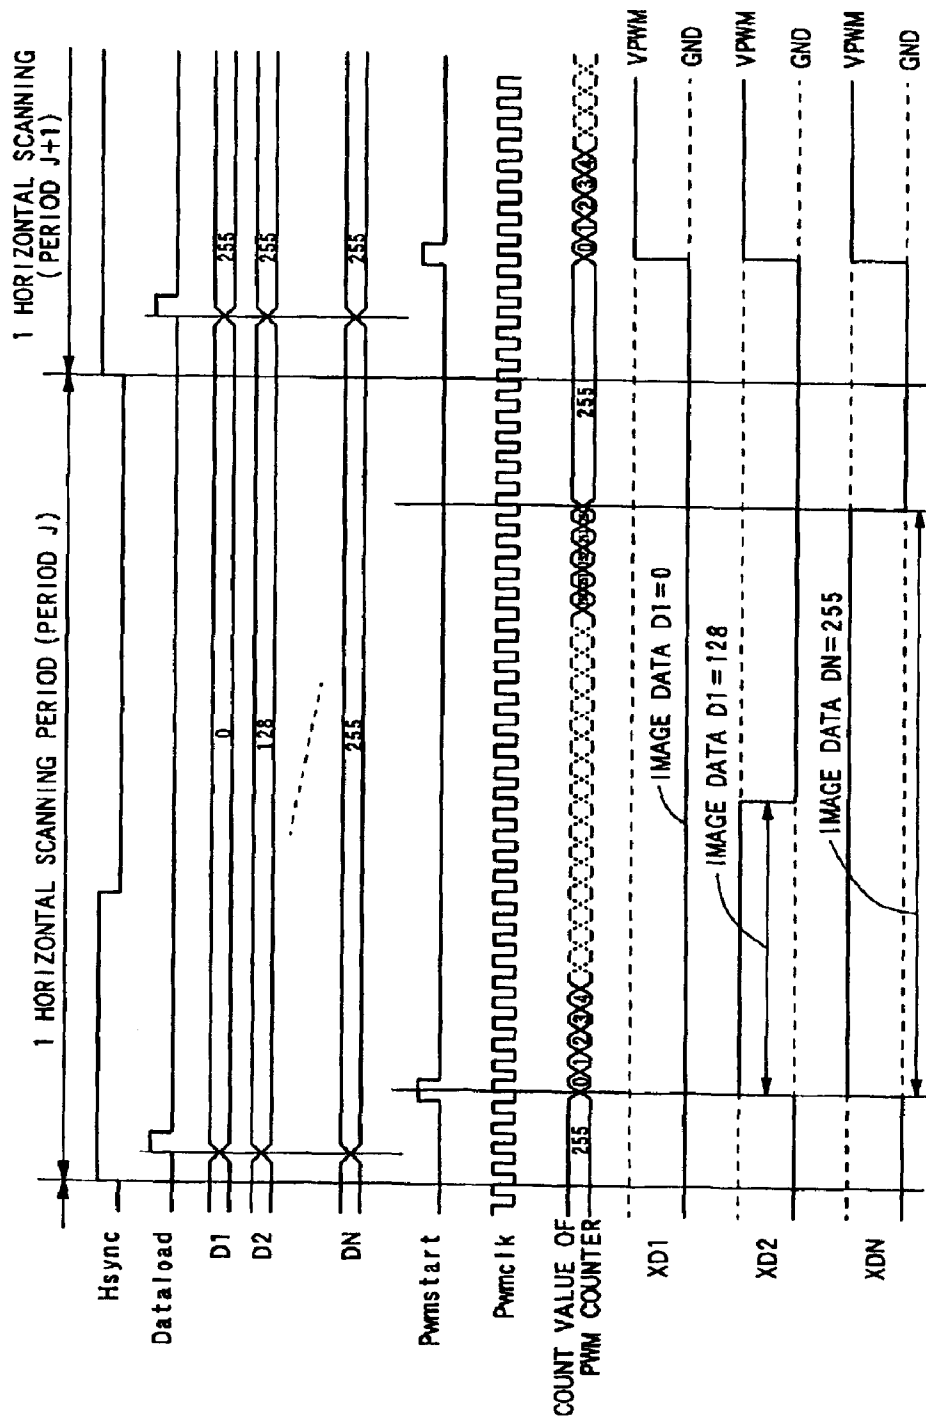 1 HORIZONTAL SCANNING PERIOD (PERIOD J)
1 HORIZONTAL SCANNING
(PERIOD J+1)
Hsync
Dataload
D1
0
255
D2
128
255
DN
255
255
Pwmstart
Pwmclk
COUNT VALUE OF
PWM COUNTER
255
0 1 2 3 4
255
0 1 2 3 4
XD1
IMAGE DATA D1=0
VPWM
GND
XD2
IMAGE DATA D1=128
VPWM
GND
XDN
IMAGE DATA DN=255
VPWM
GND